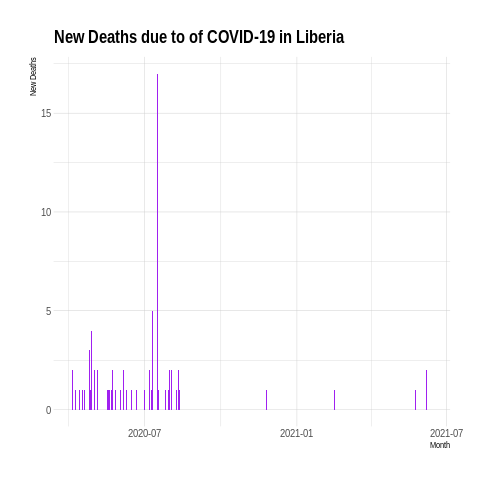 New Deaths due to of COVID-19 in Liberia
New Deaths
15
10
5
0
2020-07
2021-01
2021-07
Month